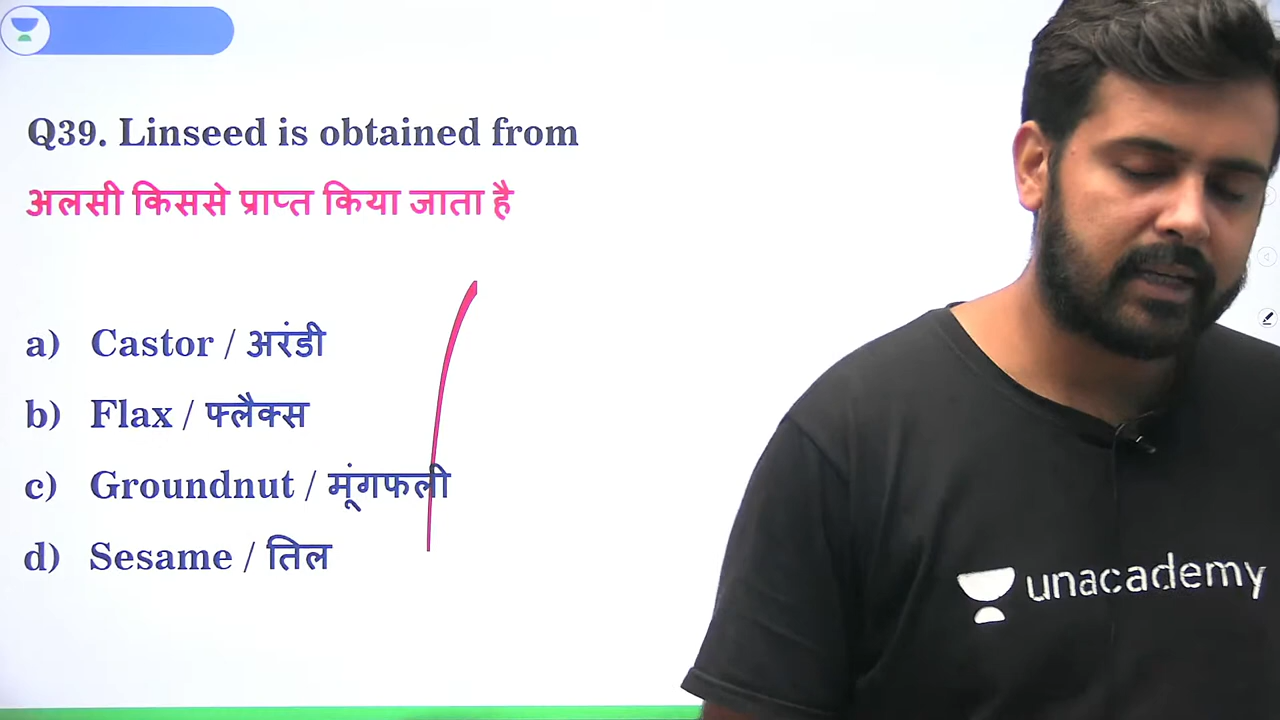 Q39. Linseed is obtained from
अलसी किससे प्राप्त किया जाता है
a) Castor / अरंडी
b) Flax / फ्लैक्स
c) Groundnut / मूंगफली
d) Sesame / तिल
unacademy